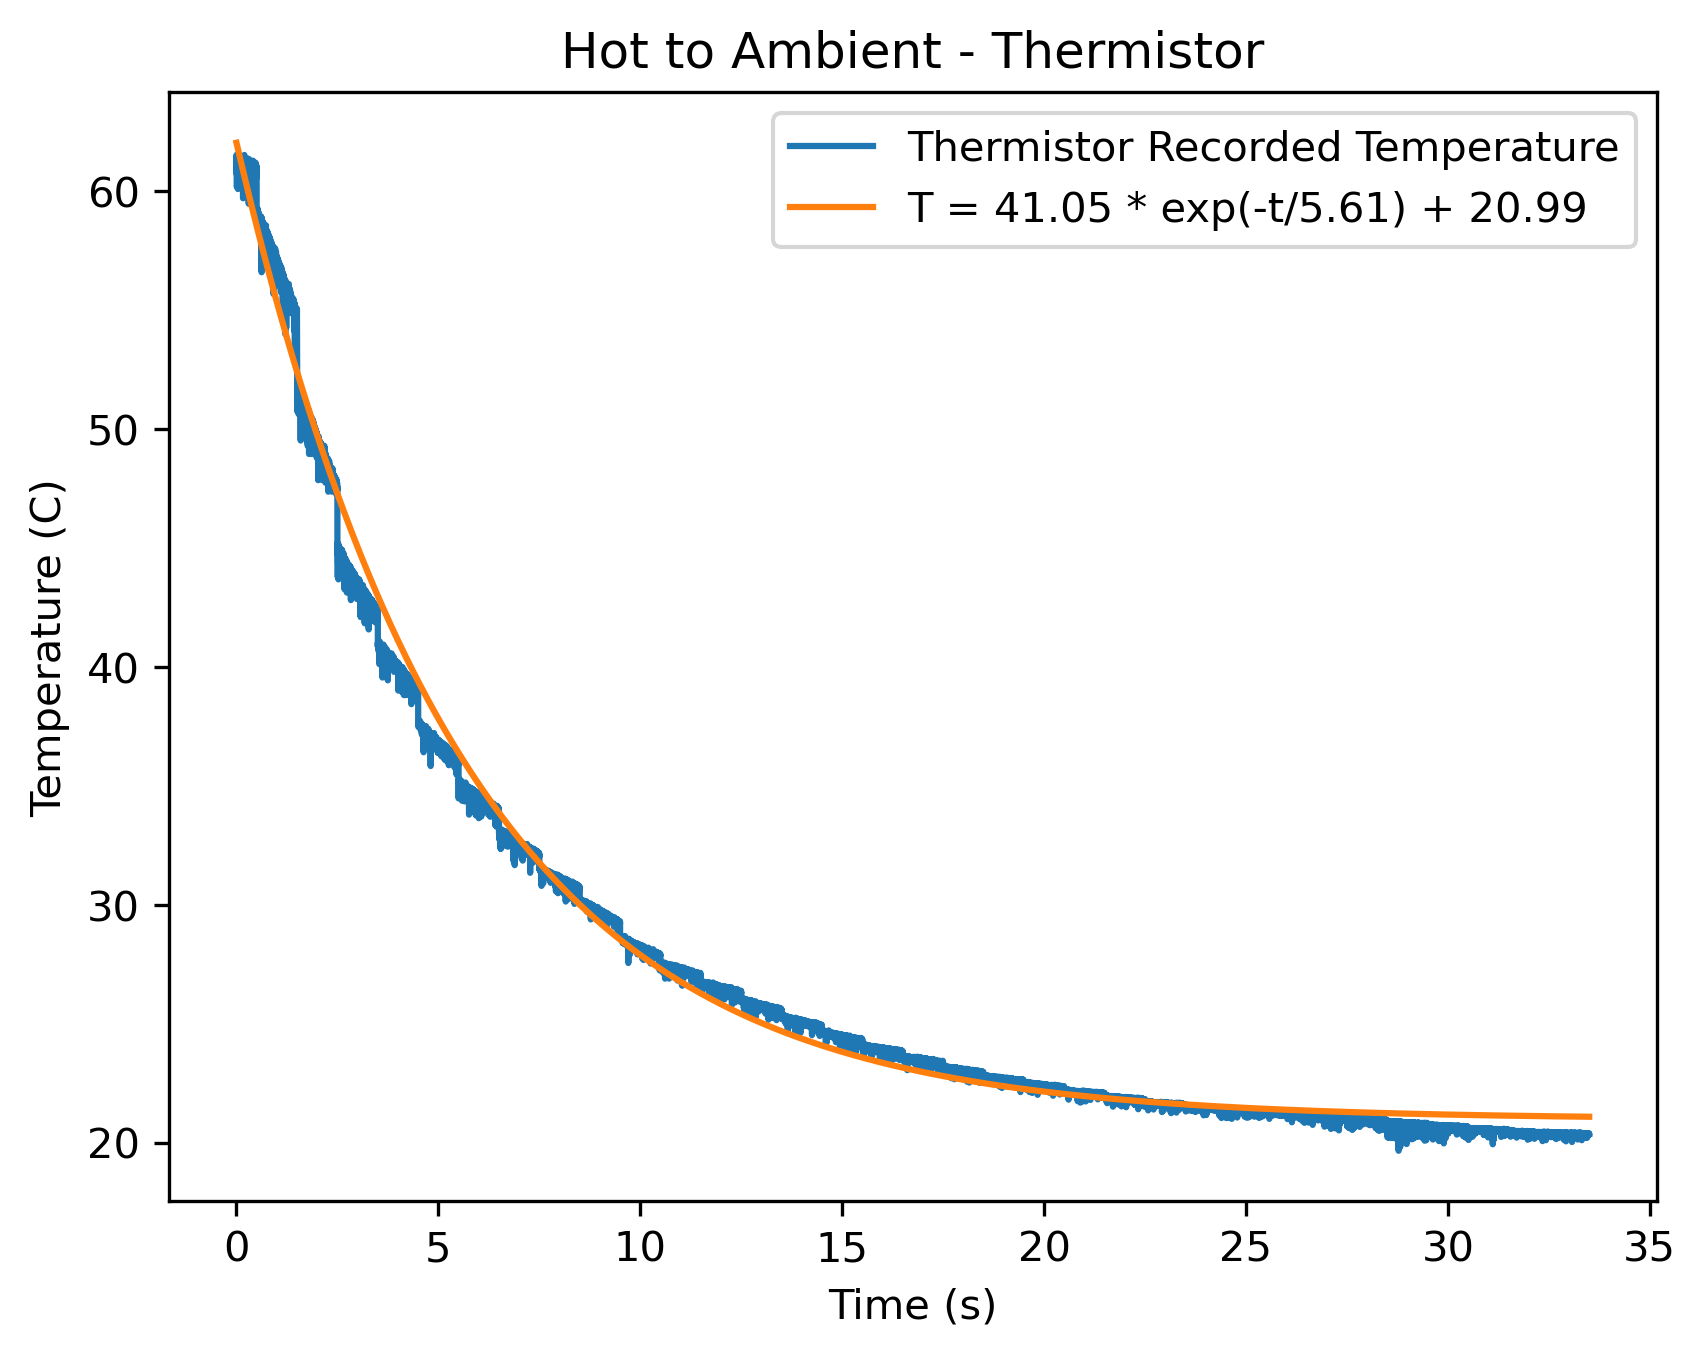 Hot to Ambient - Thermistor
Thermistor Recorded Temperature
T = 41.05 * exp(-t/5.61) + 20.99
Temperature (C)
60
50
40
30
20
0 5 10 15 20 25 30 35
Time (s)